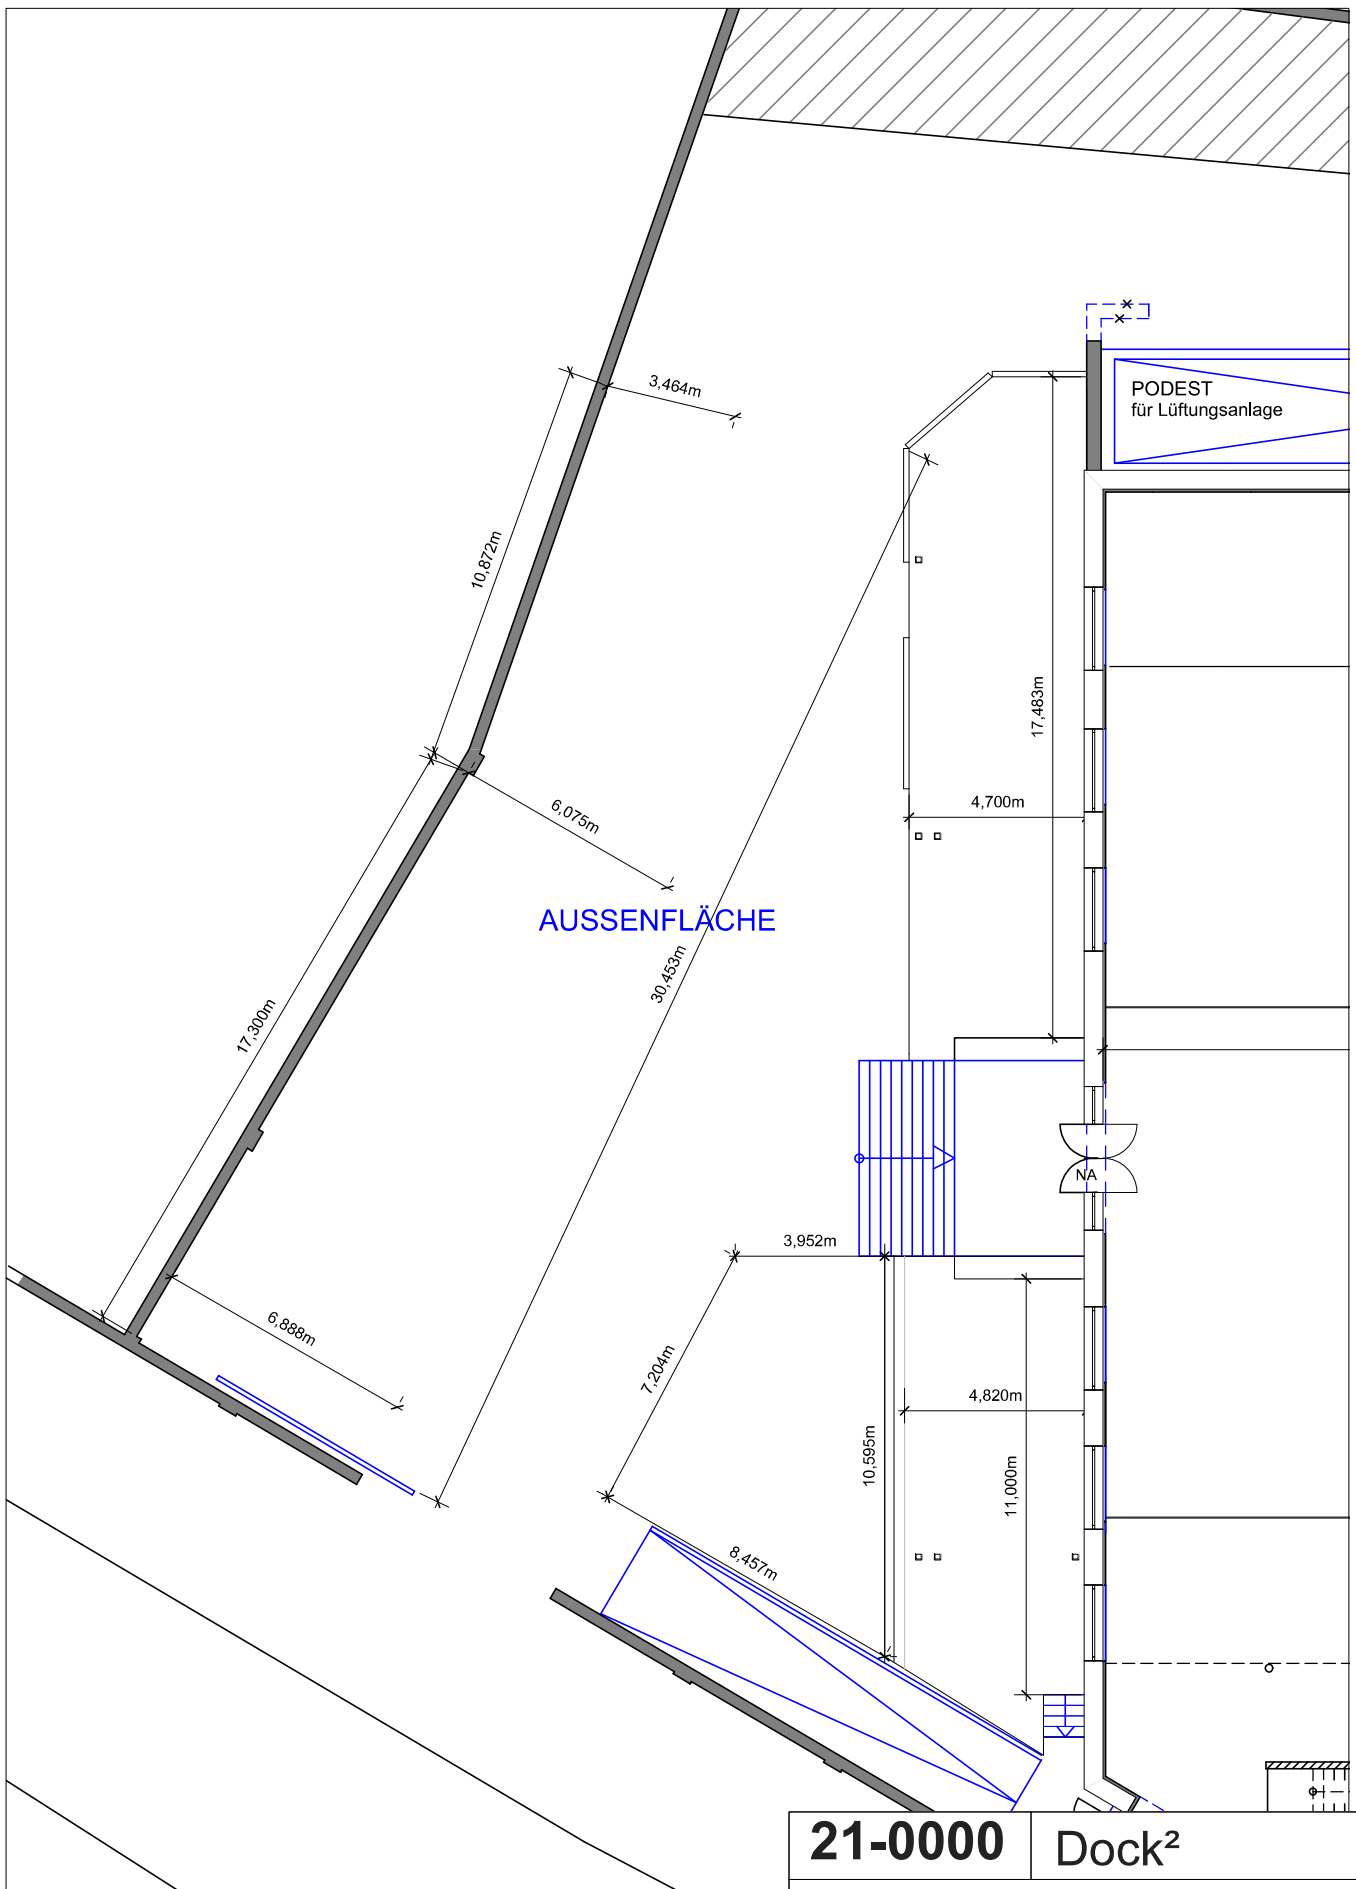 3,464m
PODEST
für Lüftungsanlage
10,872m
17,483m
4,700m
6,075m
AUSSENFLÄCHE
30,453m
17,300m
NA
3,952m
6,888m
7,204m
4,820m
10,595m
11,000m
8,457m
21-0000
Dock²